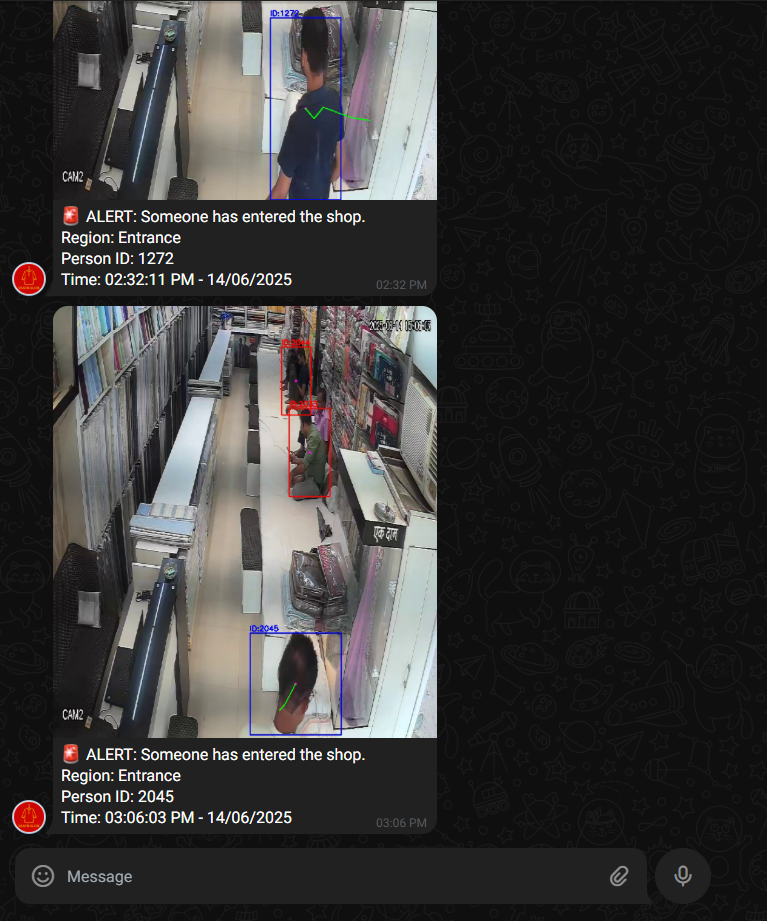 ID:1272
CAM2
🚨 ALERT: Someone has entered the shop.
Region: Entrance
Person ID: 1272
Time: 02:32:11 PM - 14/06/2025
02:32 PM
एक दाम
ID:2045
CAM2
🚨 ALERT: Someone has entered the shop.
Region: Entrance
Person ID: 2045
Time: 03:06:03 PM - 14/06/2025
03:06 PM
Message